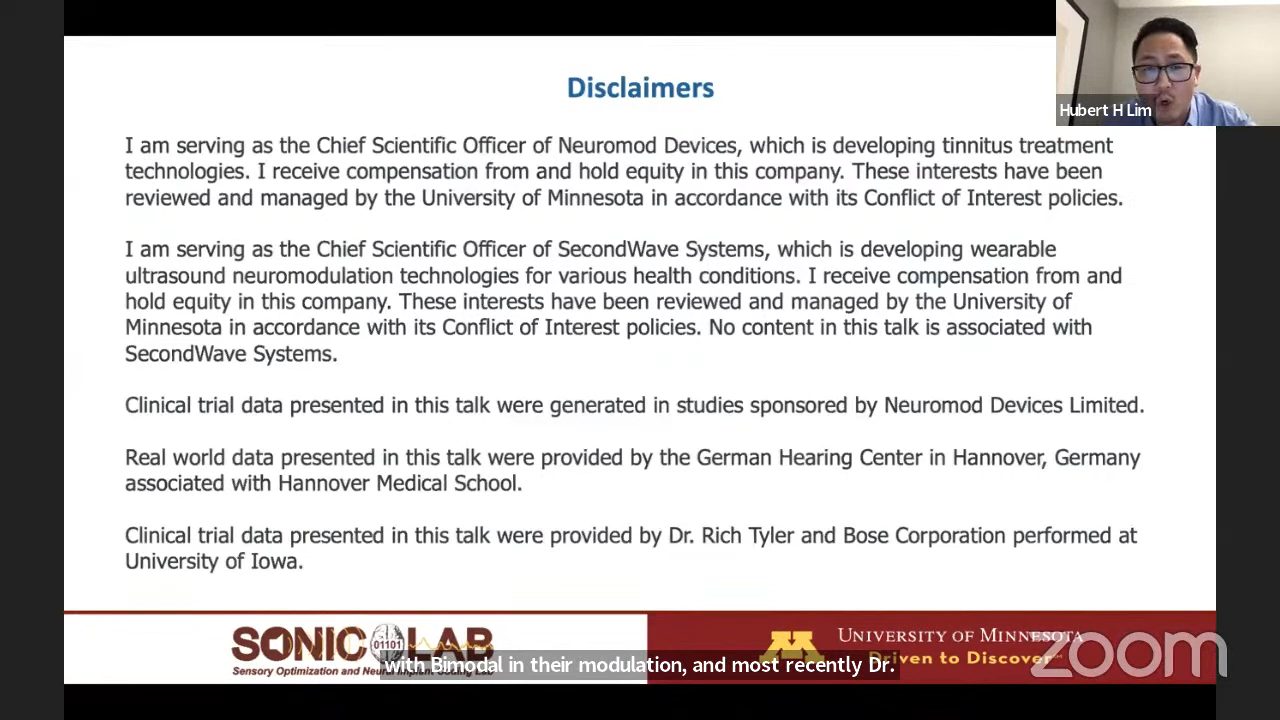 Hubert H Lim
Disclaimers
I am serving as the Chief Scientific Officer of Neuromod Devices, which is developing tinnitus treatment
technologies. I receive compensation from and hold equity in this company. These interests have been
reviewed and managed by the University of Minnesota in accordance with its Conflict of Interest policies.
I am serving as the Chief Scientific Officer of SecondWave Systems, which is developing wearable
ultrasound neuromodulation technologies for various health conditions. I receive compensation from and
hold equity in this company. These interests have been reviewed and managed by the University of
Minnesota in accordance with its Conflict of Interest policies. No content in this talk is associated with
SecondWave Systems.
Clinical trial data presented in this talk were generated in studies sponsored by Neuromod Devices Limited.
Real world data presented in this talk were provided by the German Hearing Center in Hannover, Germany
associated with Hannover Medical School.
Clinical trial data presented in this talk were provided by Dr. Rich Tyler and Bose Corporation performed at
University of Iowa.
SONIC LAB
01101
Sensory Optimization and Neural Implant Coding Lab
M
UNIVERSITY OF MINNESOTA
Driven to Discover
zoom
with Bimodal in their modulation, and most recently Dr.